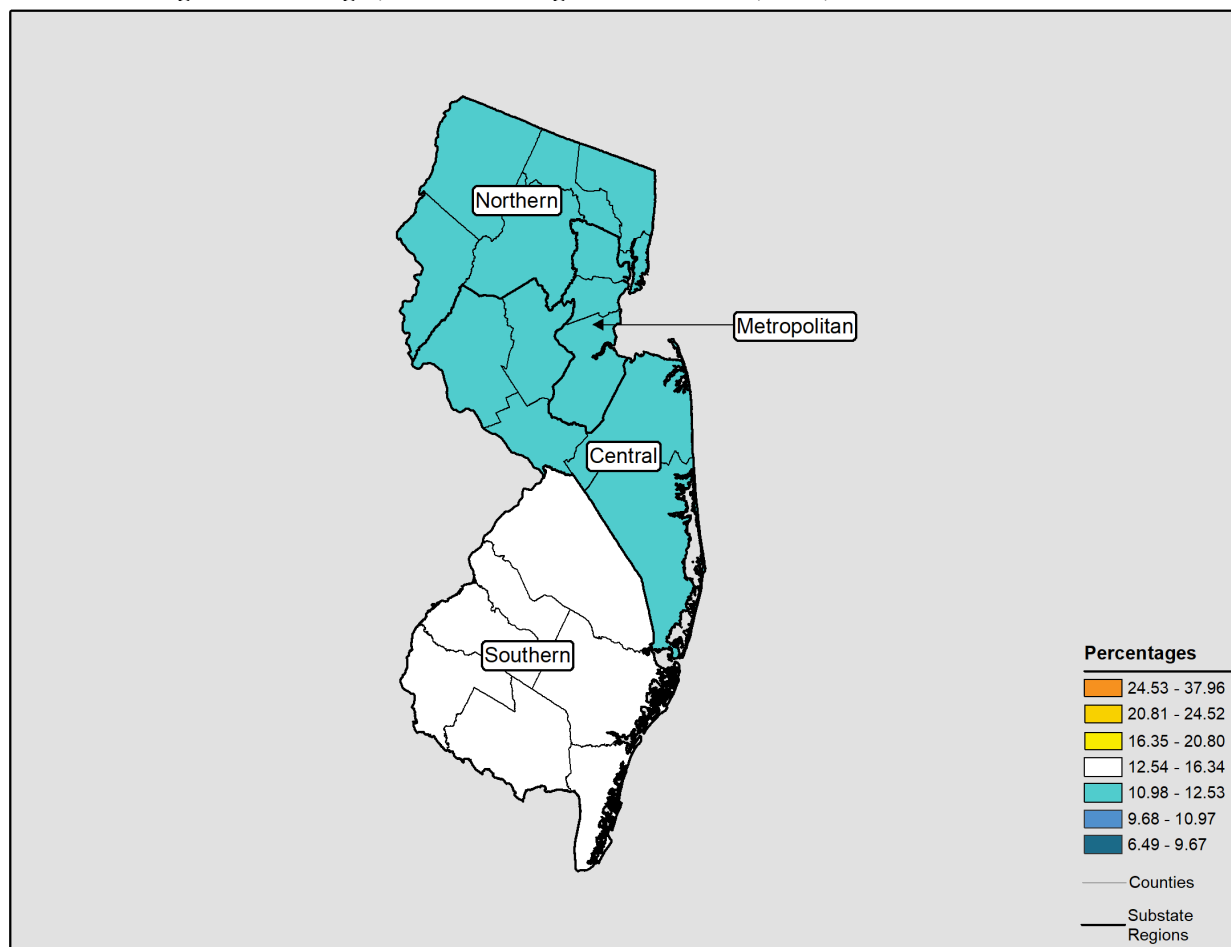 Northern
Metropolitan
Central
Southern
Percentages
24.53 - 37.96
20.81 - 24.52
16.35 - 20.80
12.54 - 16.34
10.98 - 12.53
9.68 - 10.97
6.49 - 9.67
Counties
Substate
Regions